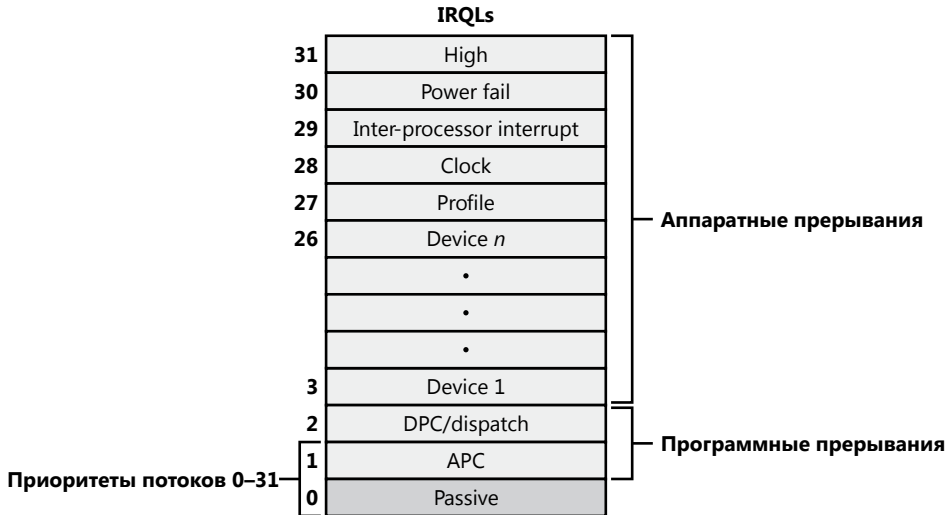 IRQLs
31 High
30 Power fail
29 Inter-processor interrupt
28 Clock
27 Profile
26 Device n
•
•
•
3 Device 1
2 DPC/dispatch
1 APC
0 Passive
Аппаратные прерывания
Программные прерывания
Приоритеты потоков 0–31